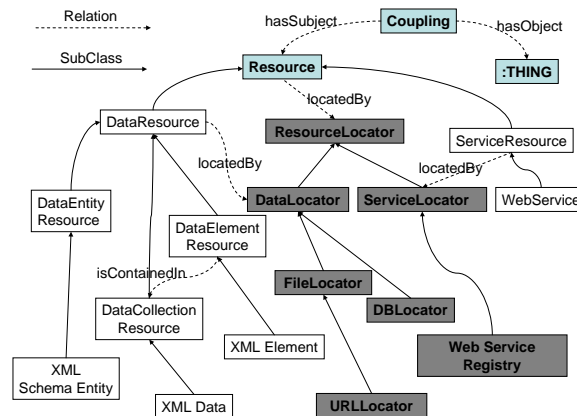 Relation
SubClass
hasSubject
Coupling
hasObject
Resource
:THING
locatedBy
DataResource
ResourceLocator
ServiceResource
locatedBy
locatedBy
DataEntity
Resource
DataLocator
ServiceLocator
WebService
DataElement
Resource
isContainedIn
FileLocator
DBLocator
DataCollection
Resource
XML Element
Web Service
Registry
XML
Schema Entity
XML Data
URLLocator